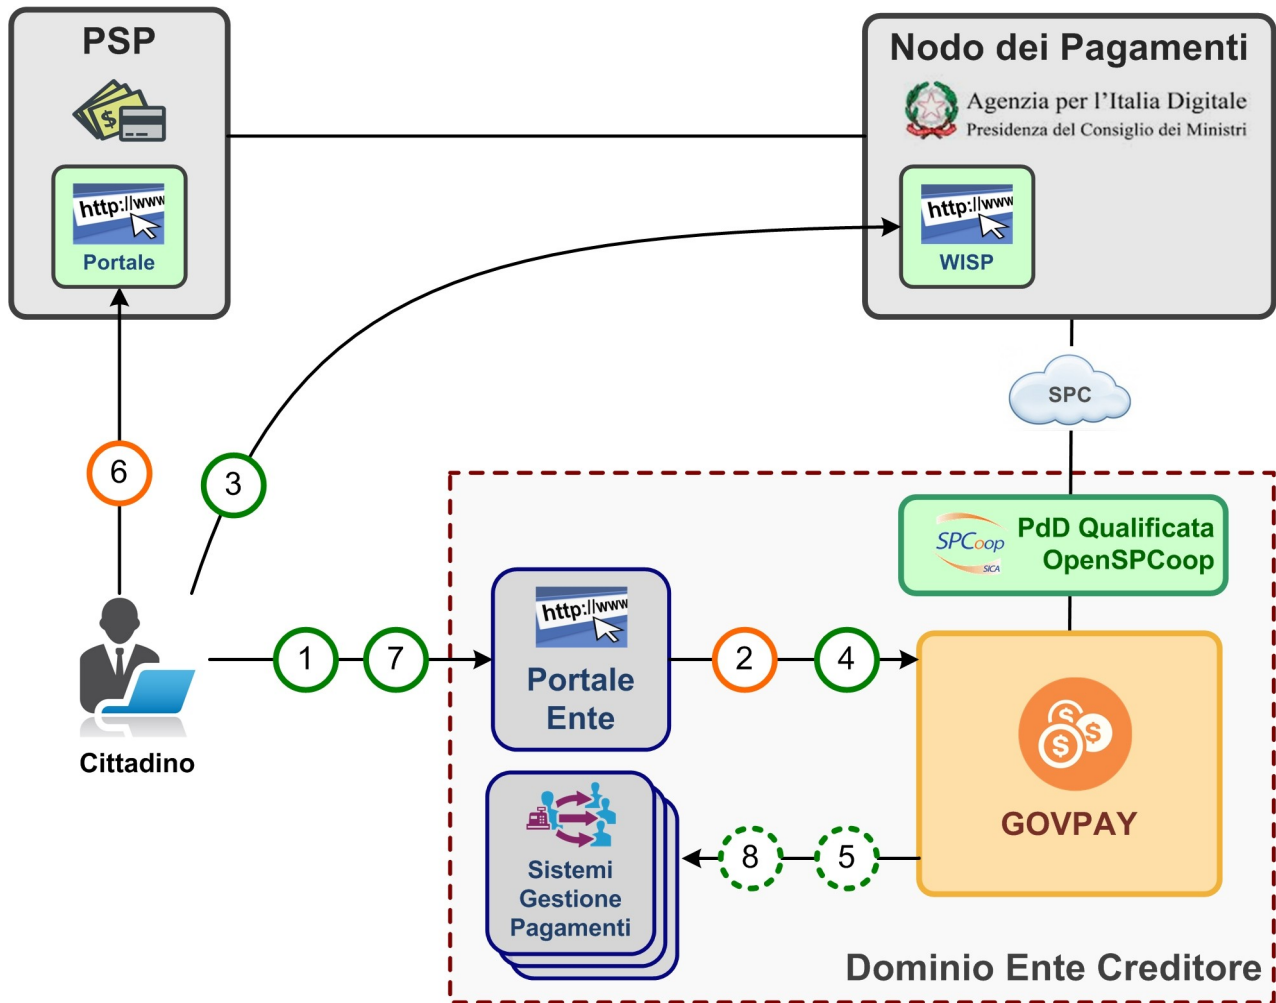 PSP
http://www
Portale
Nodo dei Pagamenti
Agenzia per l'Italia Digitale
Presidenza del Consiglio dei Ministri
http://www
WISP
SPC
6
3
PdD Qualificata
OpenSPCoop
SPCoop
SICA
http://www
Portale
Ente
1
7
2
4
Cittadino
GOVPAY
Sistemi
Gestione
Pagamenti
8
5
Dominio Ente Creditore